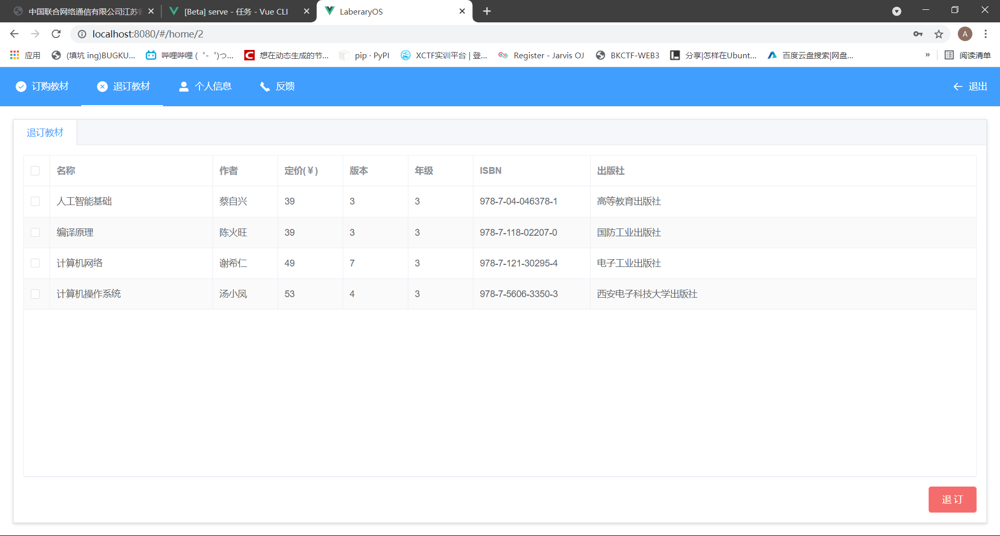 中国联合网络通信有限公司江苏省
[Beta] serve - 任务 - Vue CLI
LaberaryOS
localhost:8080/#/home/2
A
应用
(填坑 ing)BUGKU...
哔哩哔哩 ( ゜- ゜)つ...
想在动态生成的节...
pip · PyPI
XCTF实训平台 | 登...
Register - Jarvis OJ
BKCTF-WEB3
分享|怎样在Ubunt...
百度云盘搜索|网盘...
»
阅读清单
订购教材
退订教材
个人信息
反馈
退出
退订教材
名称 作者 定价(￥) 版本 年级 ISBN 出版社
人工智能基础 蔡自兴 39 3 3 978-7-04-046378-1 高等教育出版社
编译原理 陈火旺 39 3 3 978-7-118-02207-0 国防工业出版社
计算机网络 谢希仁 49 7 3 978-7-121-30295-4 电子工业出版社
计算机操作系统 汤小凤 53 4 3 978-7-5606-3350-3 西安电子科技大学出版社
退 订